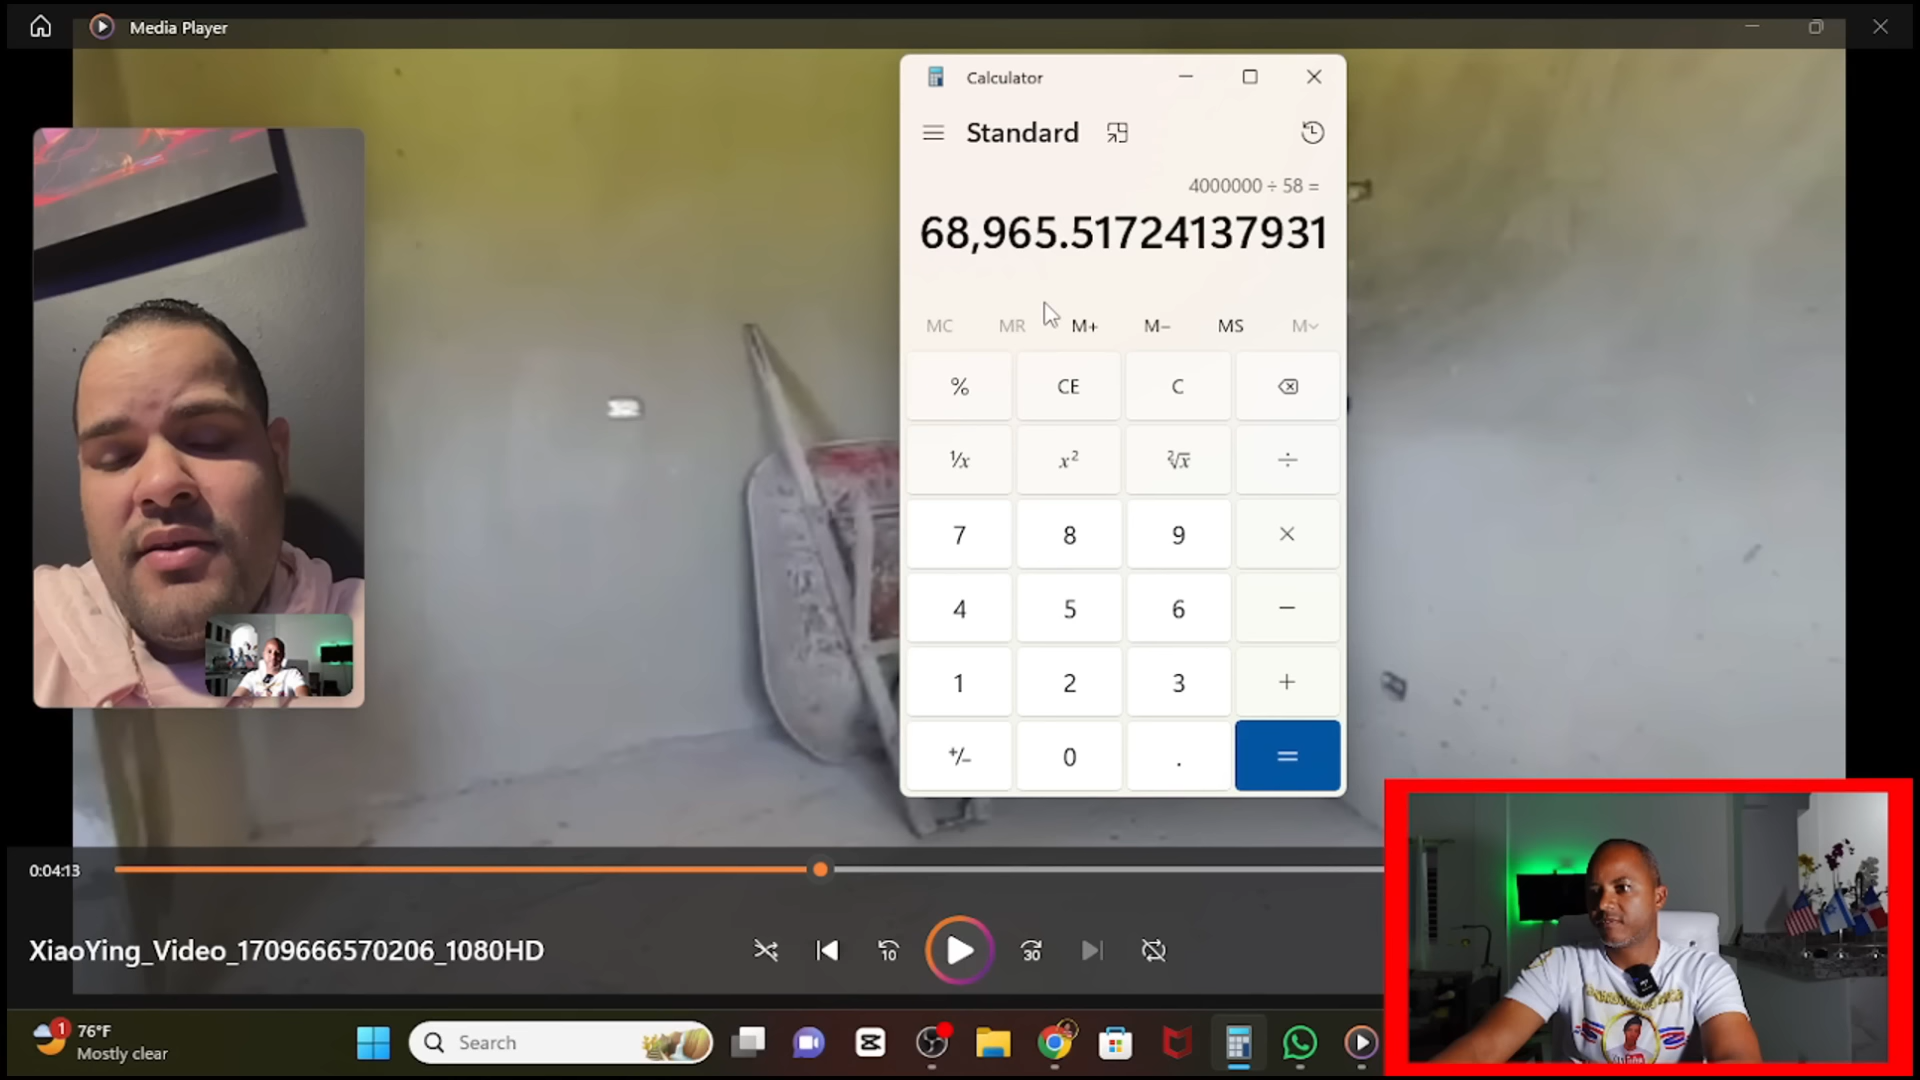 Media Player
Calculator
Standard
4000000 ÷ 58 =
68,965.51724137931
MC MR M+ M− MS M
% CE C
¹/x x² ²√x ÷
7 8 9 ×
4 5 6 −
1 2 3 +
+/− 0 . =
0:04:13
XiaoYing_Video_1709666570206_1080HD
10
30
1
76°F
Mostly clear
Search